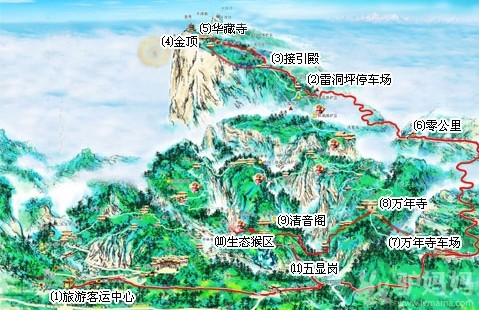 ⑸华藏寺
⑷金顶
⑶接引殿
⑵雷洞坪停车场
⑹零公里
⑻万年寺
⑼清音阁
⑽生态猴区
⑺万年寺车场
⑾五显岗
⑴旅游客运中心